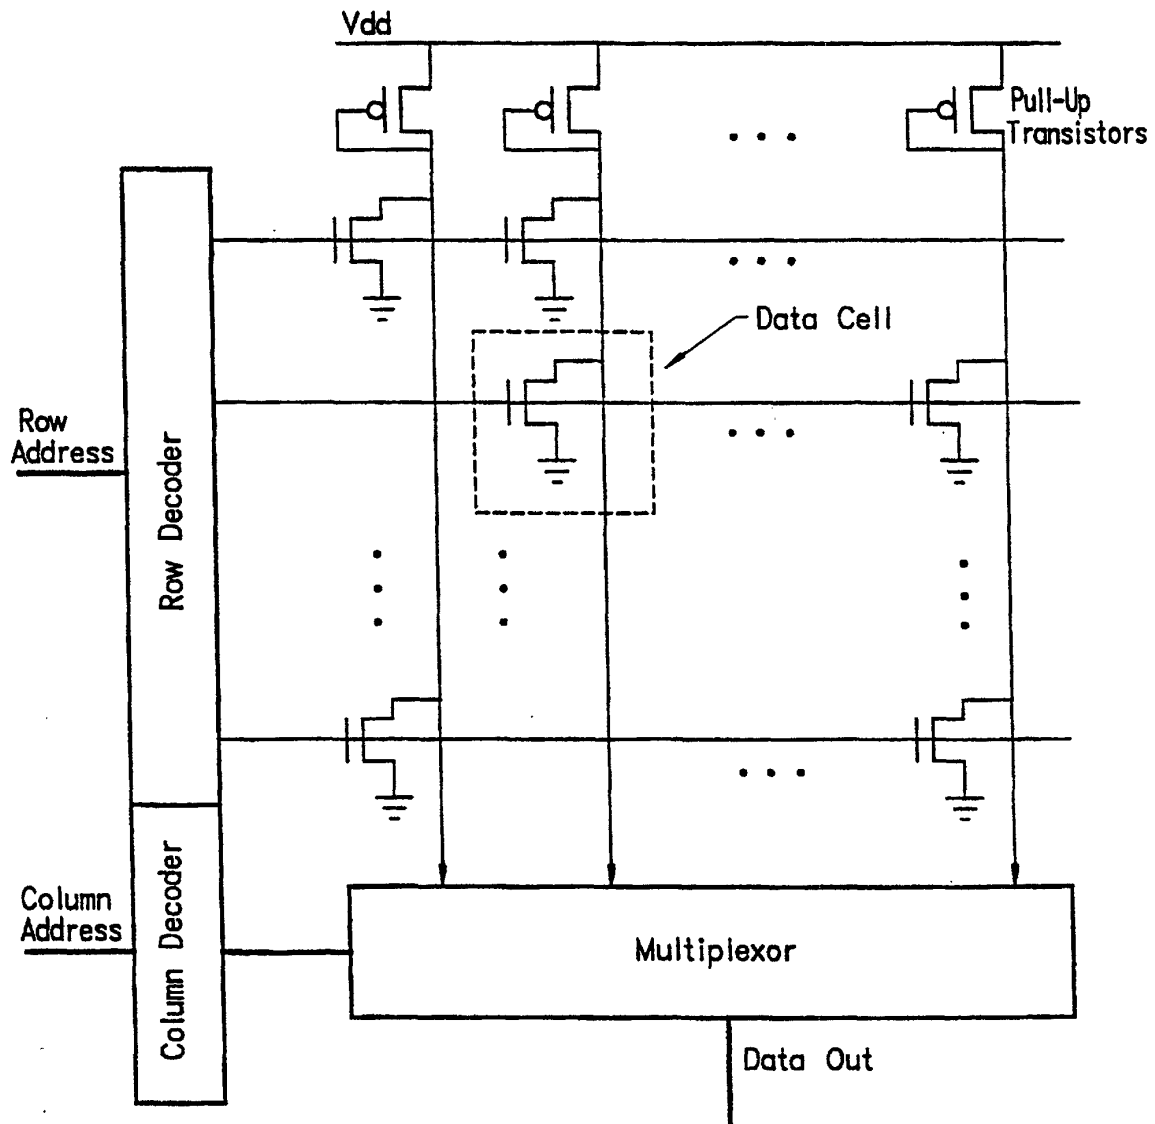 Vdd
Pull-Up
Transistors
Data Cell
Row
Address
Row Decoder
Column
Address
Column Decoder
Multiplexor
Data Out